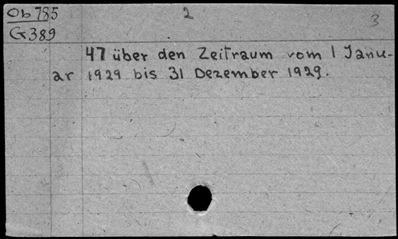 Ob 785 2 3
G 389
47 über den Zeitraum vom 1 Janu-
ar 1929 bis 31 Dezember 1929.